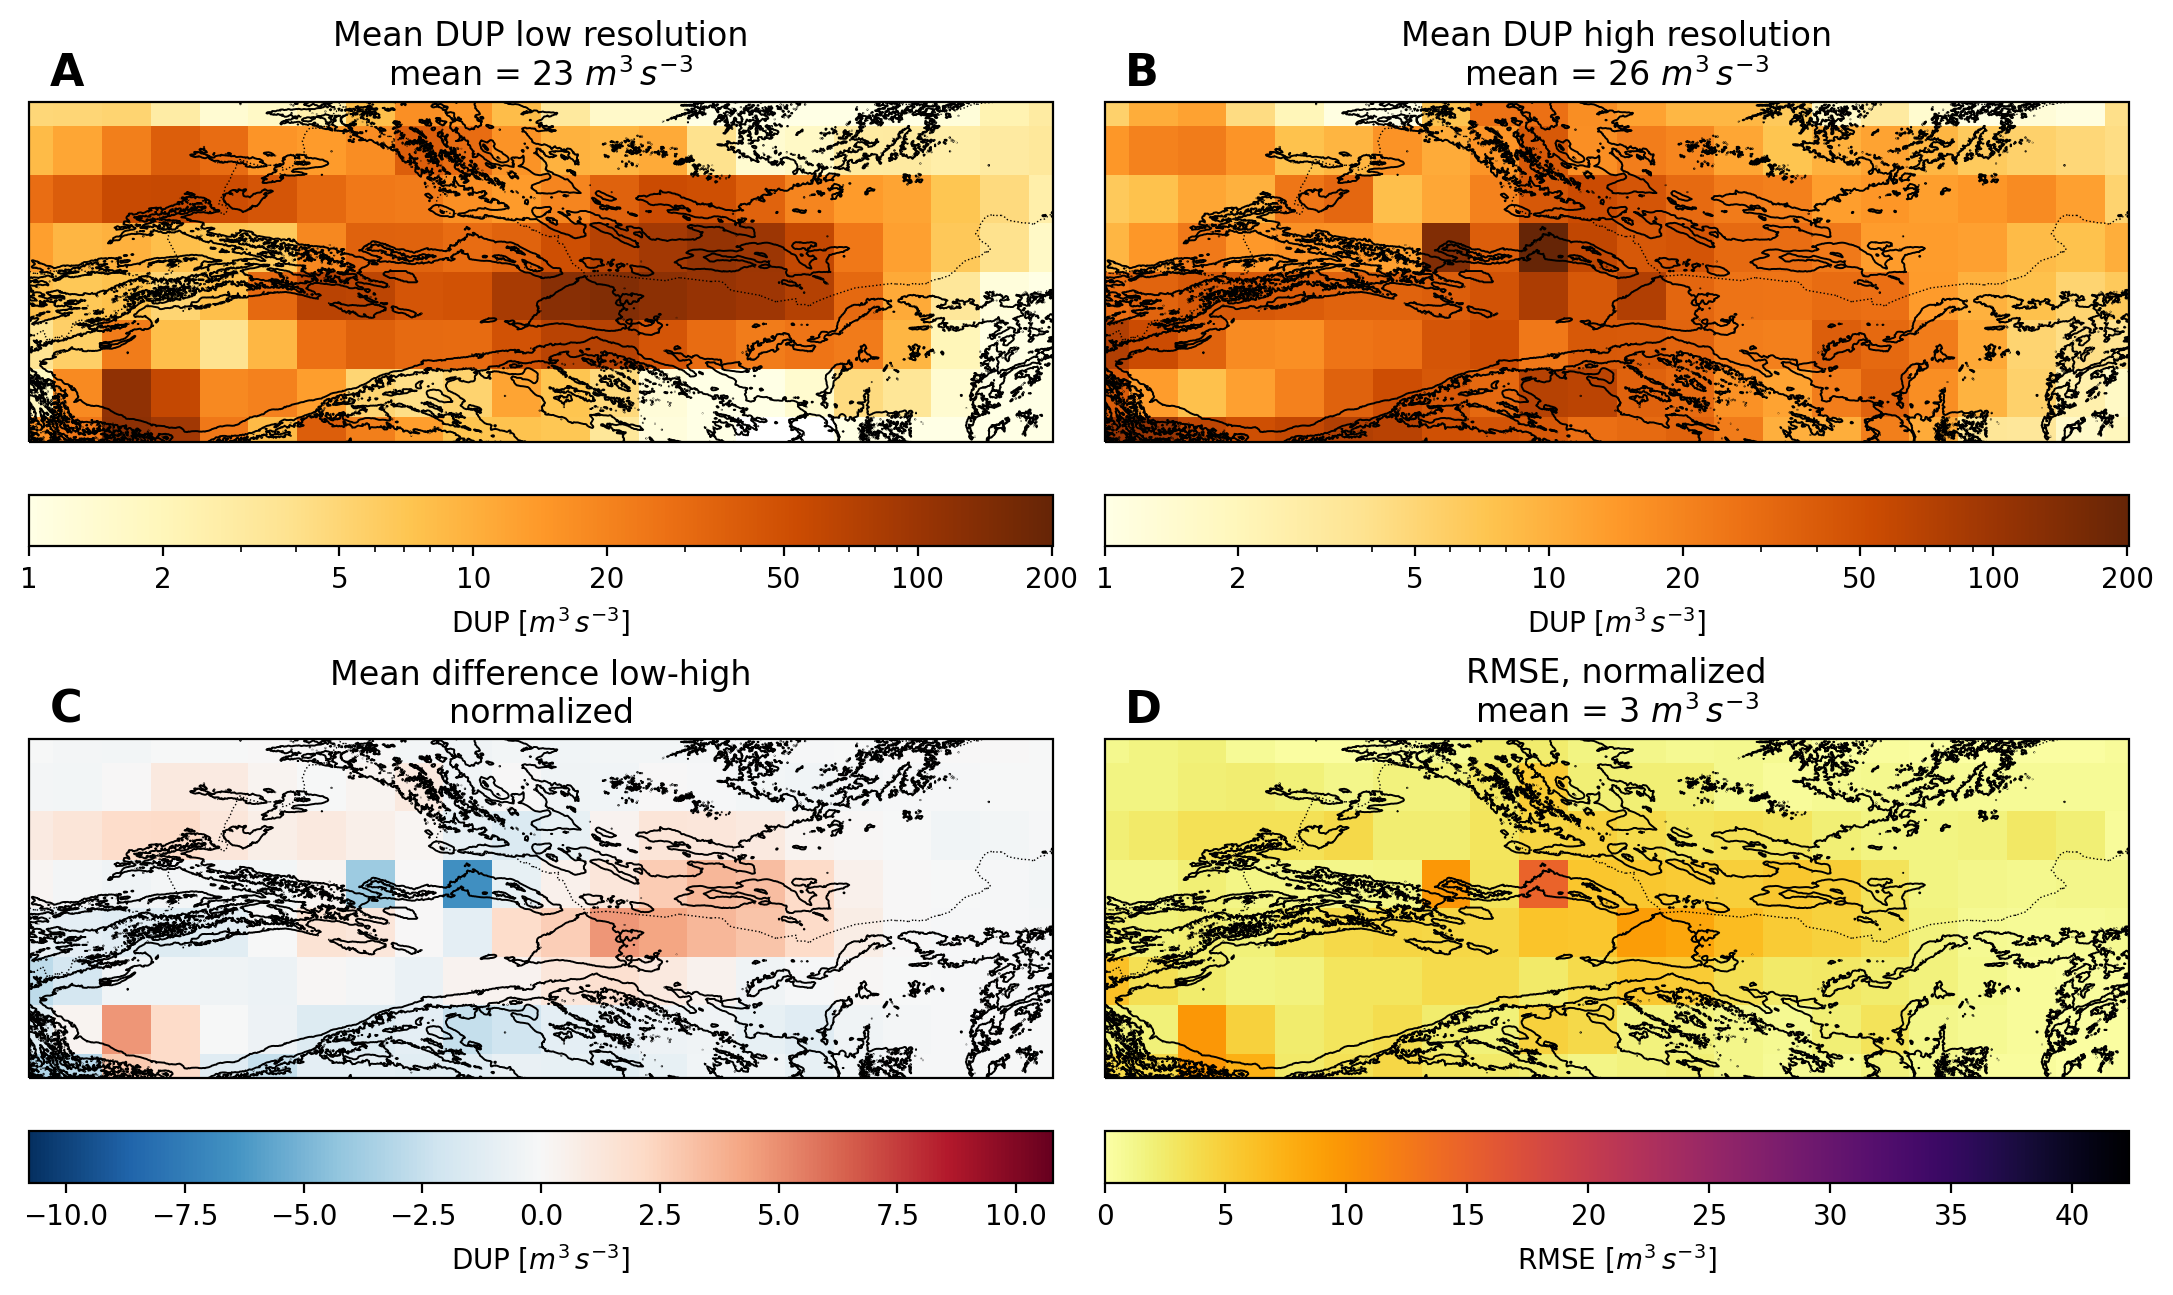 Mean DUP low resolution
A mean = 23 m³ s⁻³
Mean DUP high resolution
B mean = 26 m³ s⁻³
1 2 5 10 20 50 100 200
DUP [m³ s⁻³]
1 2 5 10 20 50 100 200
DUP [m³ s⁻³]
Mean difference low-high
C normalized
RMSE, normalized
D mean = 3 m³ s⁻³
−10.0 −7.5 −5.0 −2.5 0.0 2.5 5.0 7.5 10.0
DUP [m³ s⁻³]
0 5 10 15 20 25 30 35 40
RMSE [m³ s⁻³]